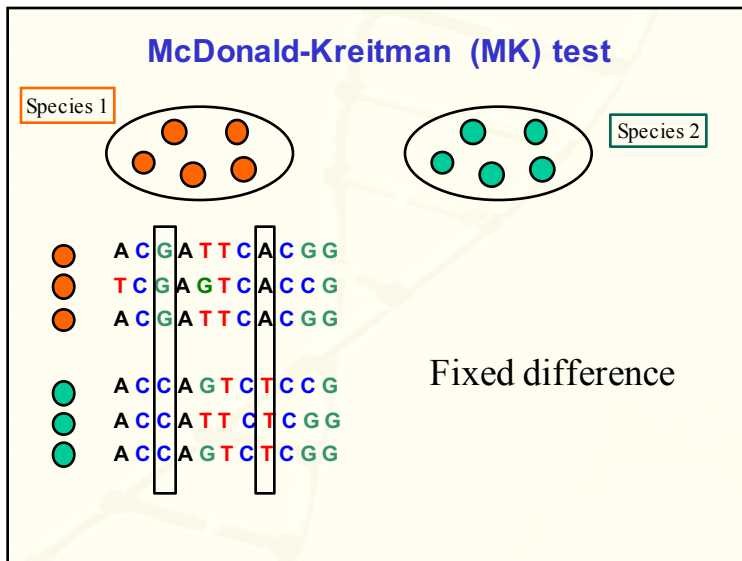 McDonald-Kreitman (MK) test
Species 1
Species 2
A C G A T T C A C G G
T C G A G T C A C C G
A C G A T T C A C G G
A C C A G T C T C C G
A C C A T T C T C G G
A C C A G T C T C G G
Fixed difference